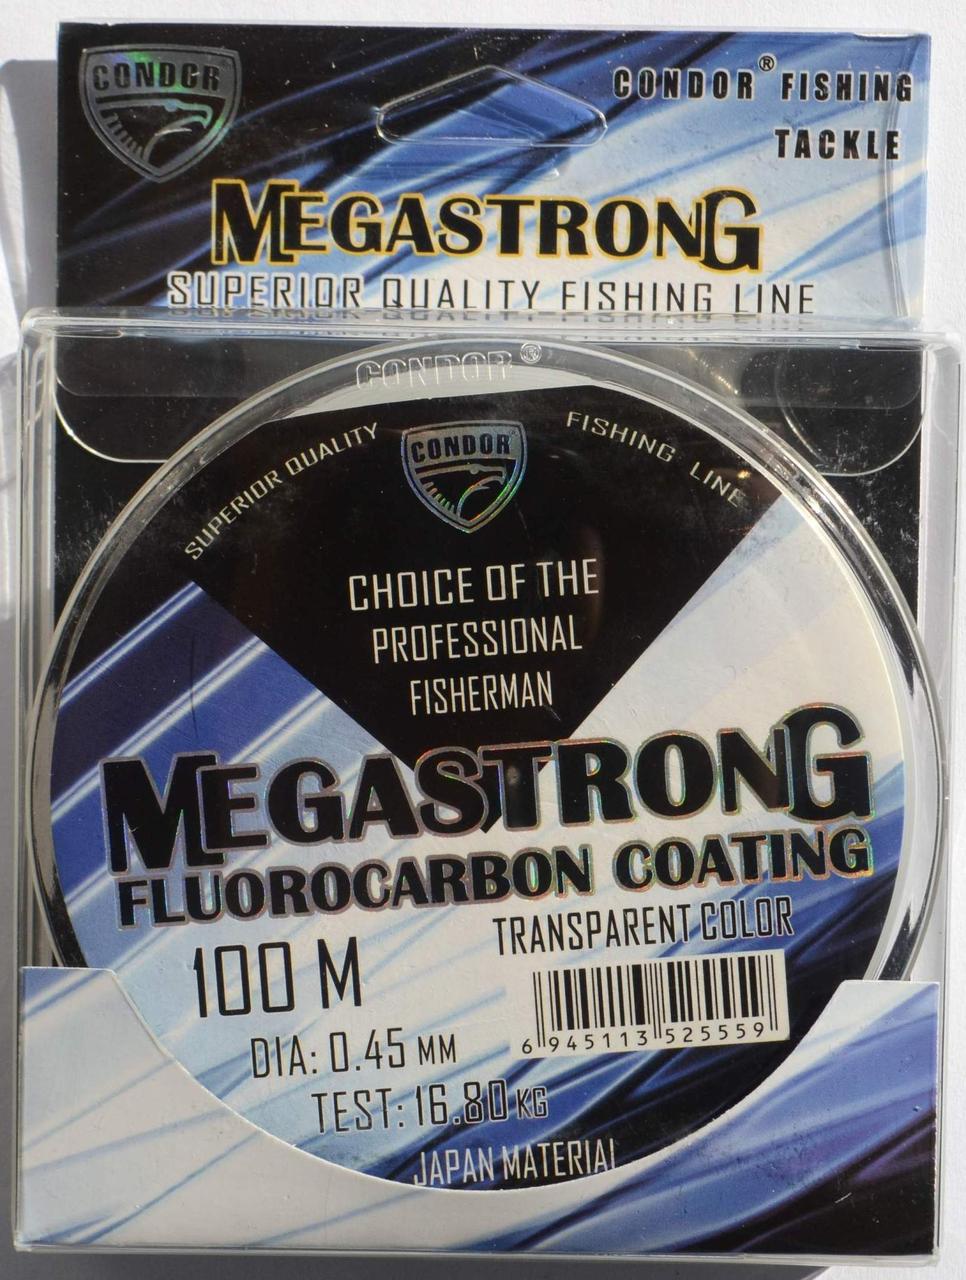 CONDOR
CONDOR® FISHING
TACKLE
MEGASTRONG
SUPERIOR QUALITY FISHING LINE
CONDOR®
SUPERIOR QUALITY
CONDOR
FISHING LINE
CHOICE OF THE
PROFESSIONAL
FISHERMAN
MEGASTRONG
FLUOROCARBON COATING
TRANSPARENT COLOR
100 M
6 945113 525559
DIA: 0.45 MM
TEST: 16.80 KG
JAPAN MATERIAL